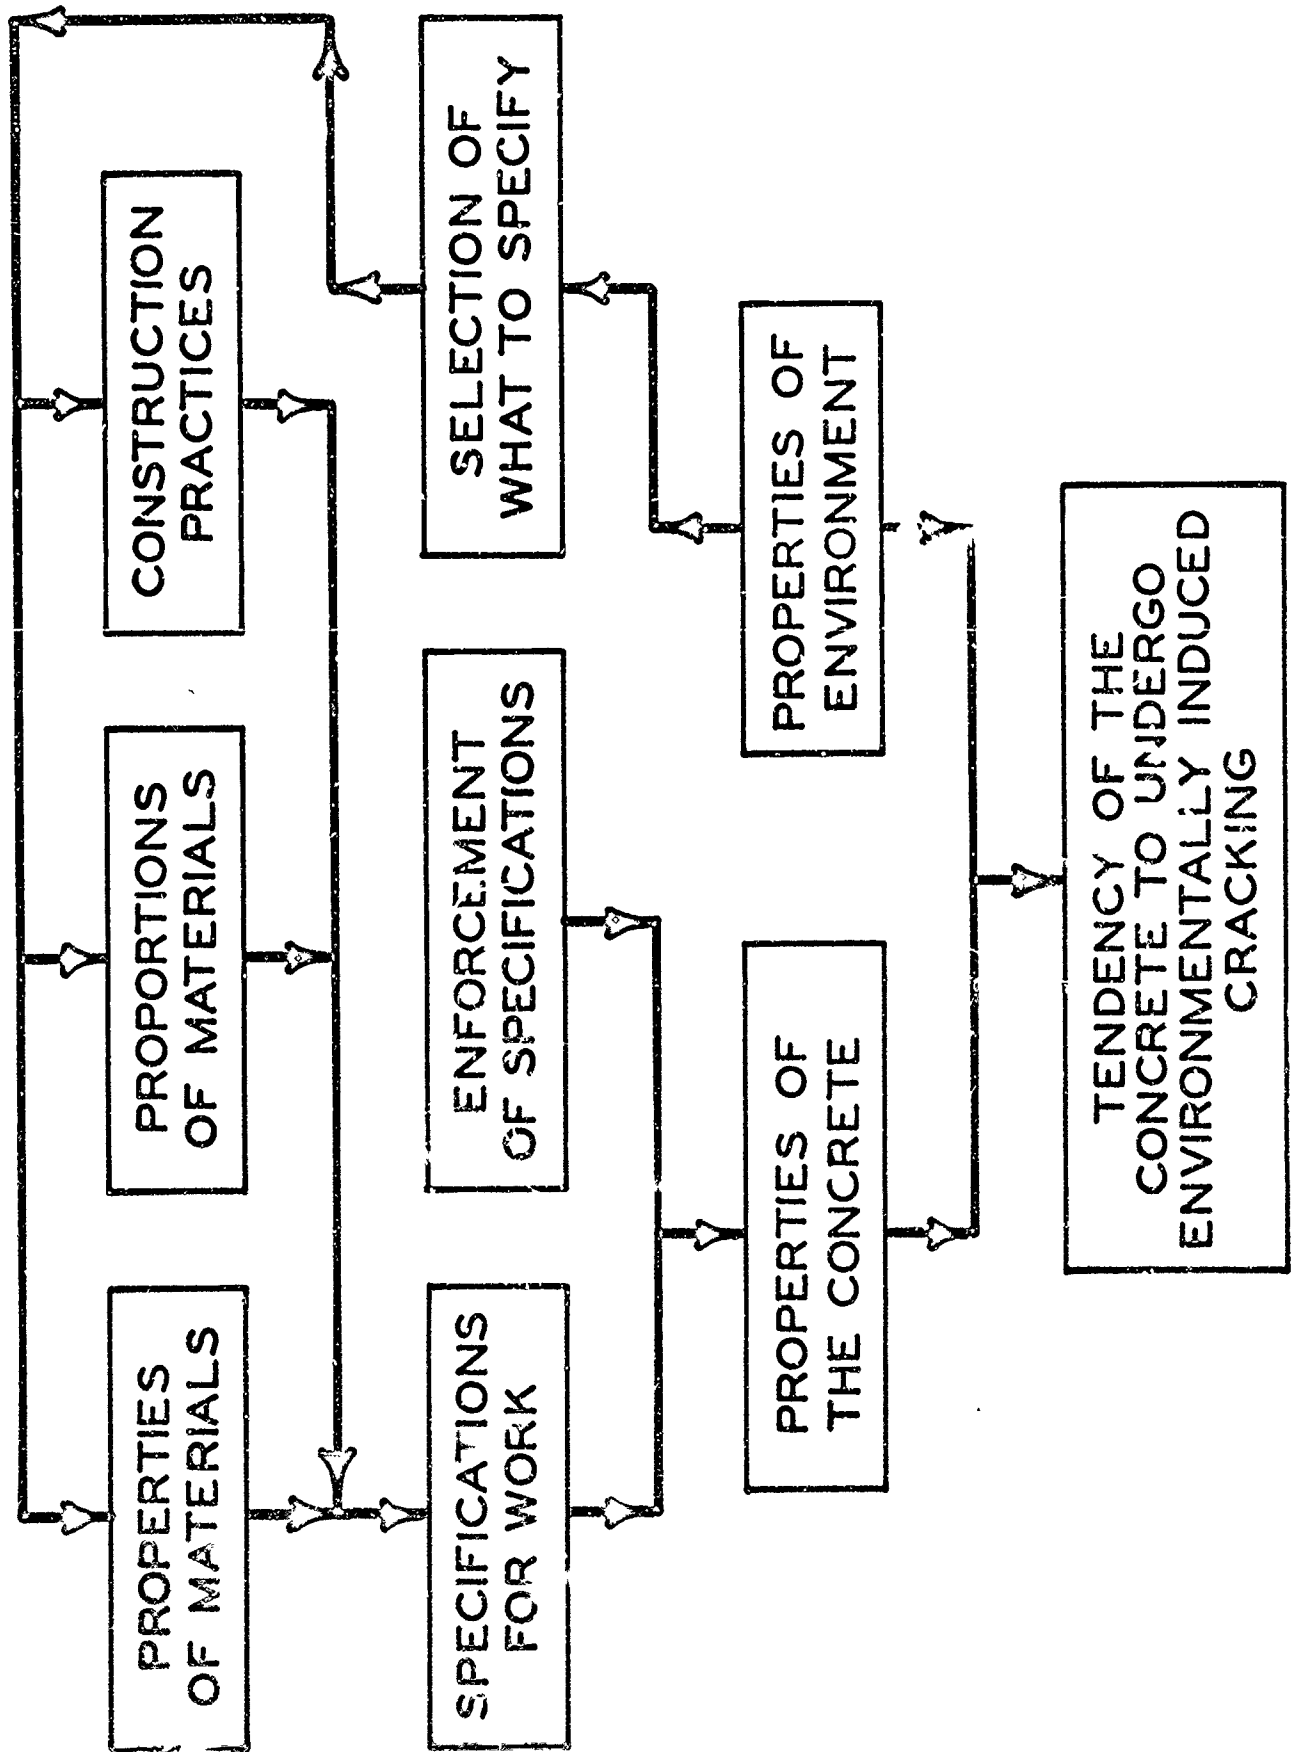 PROPERTIES
OF MATERIALS
PROPORTIONS
OF MATERIALS
CONSTRUCTION
PRACTICES
SPECIFICATIONS
FOR WORK
ENFORCEMENT
OF SPECIFICATIONS
SELECTION OF
WHAT TO SPECIFY
PROPERTIES OF
THE CONCRETE
PROPERTIES OF
ENVIRONMENT
TENDENCY OF THE
CONCRETE TO UNDERGO
ENVIRONMENTALLY INDUCED
CRACKING